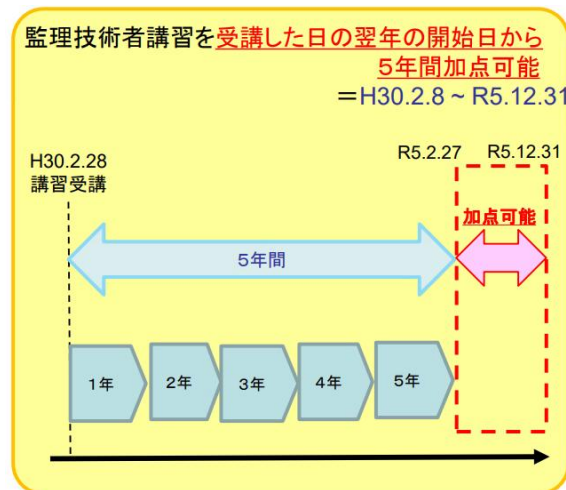 監理技術者講習を受講した日の翌年の開始日から
5年間加点可能
＝H30.2.8 ~ R5.12.31
H30.2.28
講習受講
R5.2.27
R5.12.31
加点可能
5年間
1年
2年
3年
4年
5年